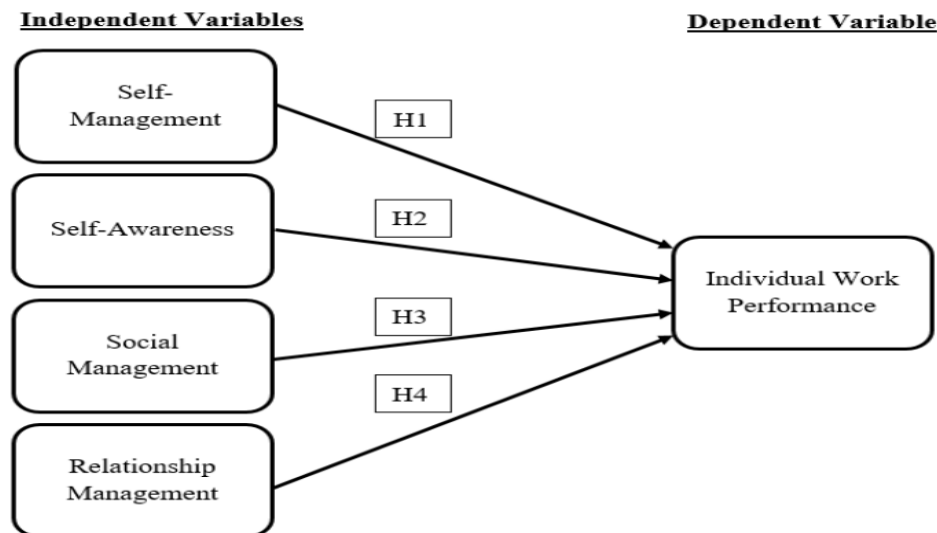 Independent Variables
Dependent Variable
Self-
Management
H1
Self-Awareness
H2
Individual Work
Performance
Social
Management
H3
H4
Relationship
Management